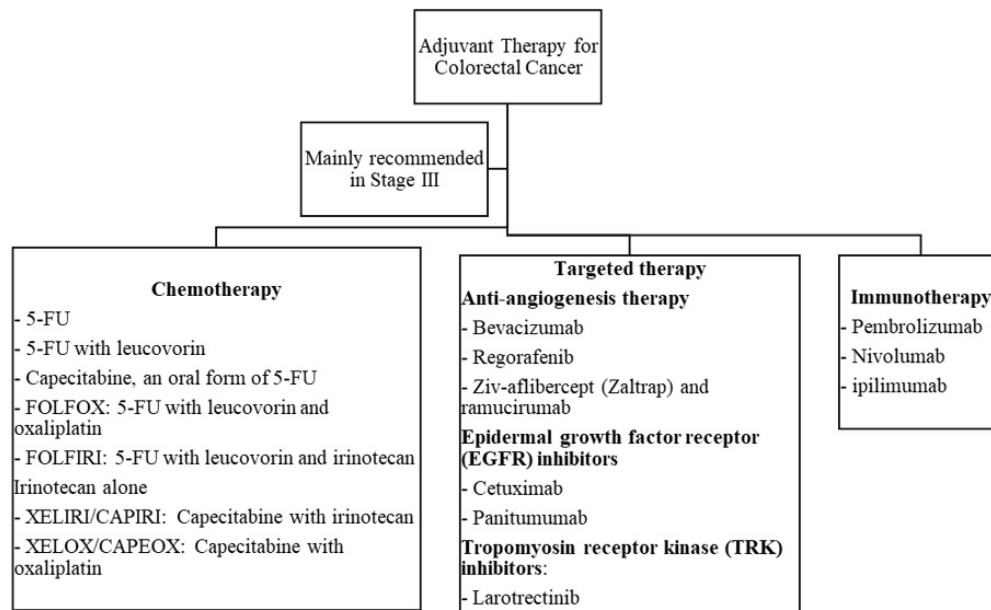 Adjuvant Therapy for
Colorectal Cancer
Mainly recommended
in Stage III
Chemotherapy
- 5-FU
- 5-FU with leucovorin
- Capecitabine, an oral form of 5-FU
- FOLFOX: 5-FU with leucovorin and
oxaliplatin
- FOLFIRI: 5-FU with leucovorin and irinotecan
Irinotecan alone
- XELIRI/CAPIRI: Capecitabine with irinotecan
- XELOX/CAPEOX: Capecitabine with
oxaliplatin
Targeted therapy
Anti-angiogenesis therapy
- Bevacizumab
- Regorafenib
- Ziv-aflibercept (Zaltrap) and
ramucirumab
Epidermal growth factor receptor
(EGFR) inhibitors
- Cetuximab
- Panitumumab
Tropomyosin receptor kinase (TRK)
inhibitors:
- Larotrectinib
Immunotherapy
- Pembrolizumab
- Nivolumab
- ipilimumab